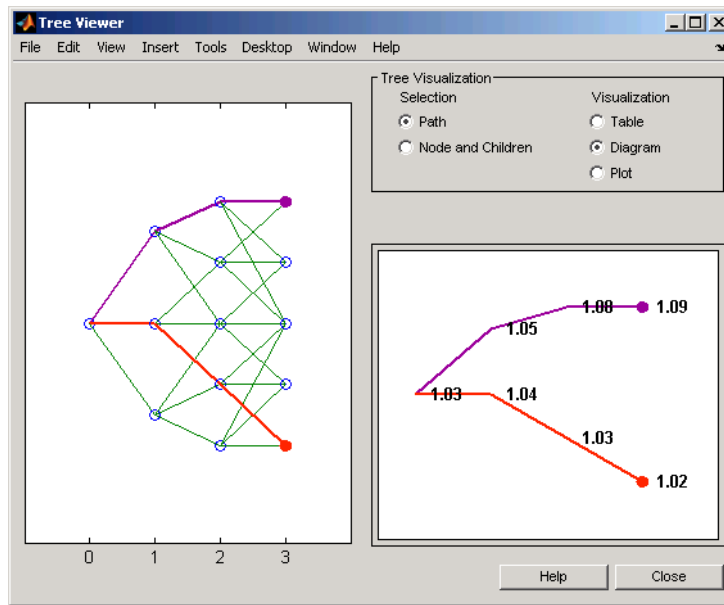 Tree Viewer
File Edit View Insert Tools Desktop Window Help
Tree Visualization
Selection Visualization
Path Table
Node and Children Diagram
Plot
1.08 1.09
1.05
1.03 1.04
1.03
1.02
0 1 2 3
Help Close